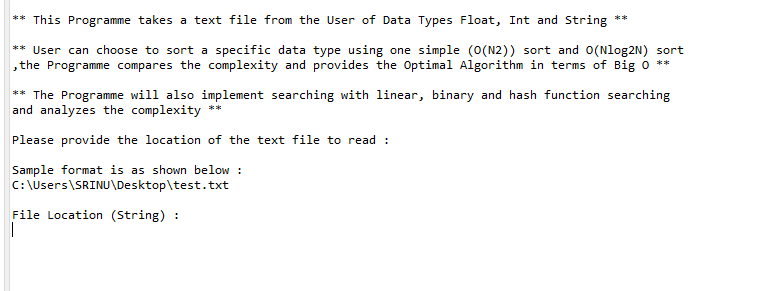 ** This Programme takes a text file from the User of Data Types Float, Int and String **
** User can choose to sort a specific data type using one simple (O(N2)) sort and O(Nlog2N) sort
,the Programme compares the complexity and provides the Optimal Algorithm in terms of Big O **
** The Programme will also implement searching with linear, binary and hash function searching
and analyzes the complexity **
Please provide the location of the text file to read :
Sample format is as shown below :
C:\Users\SRINU\Desktop\test.txt
File Location (String) :